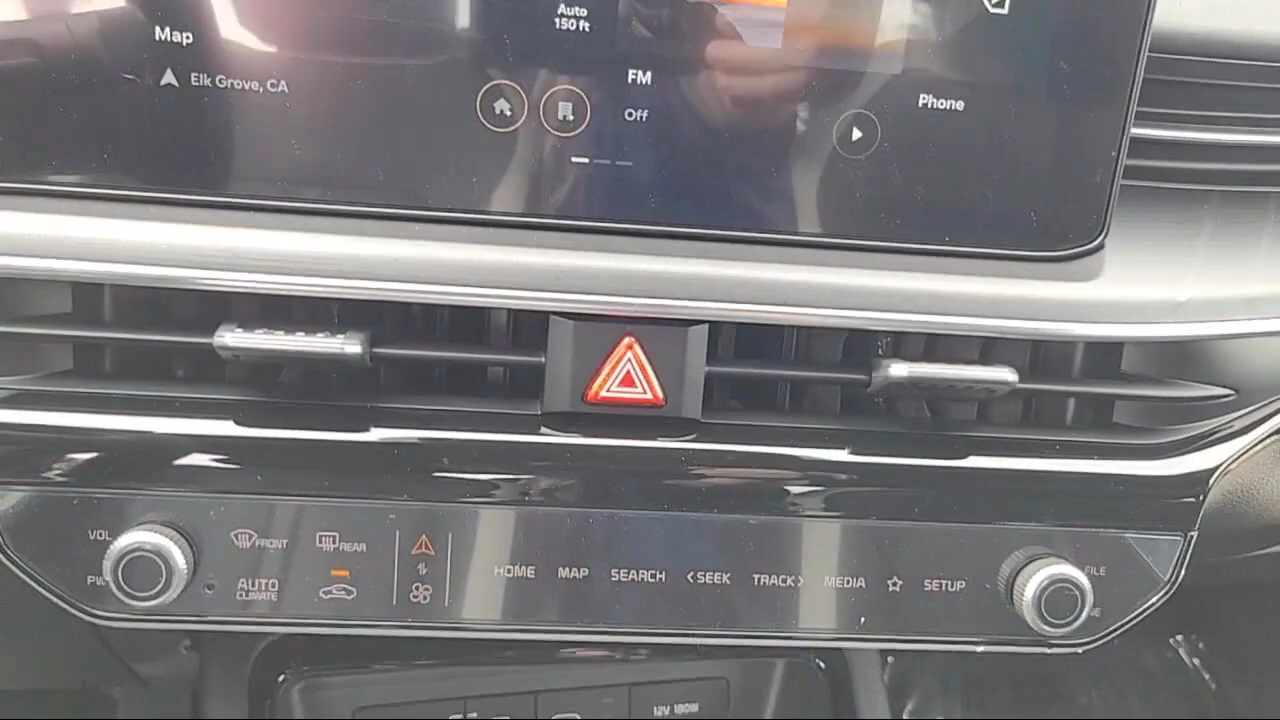 Map
Elk Grove, CA
Auto
150 ft
FM
Off
Phone
VOL
FRONT
REAR
AUTO
CLIMATE
HOME
MAP
SEARCH
<SEEK
TRACK>
MEDIA
SETUP
FILE
12V 180W